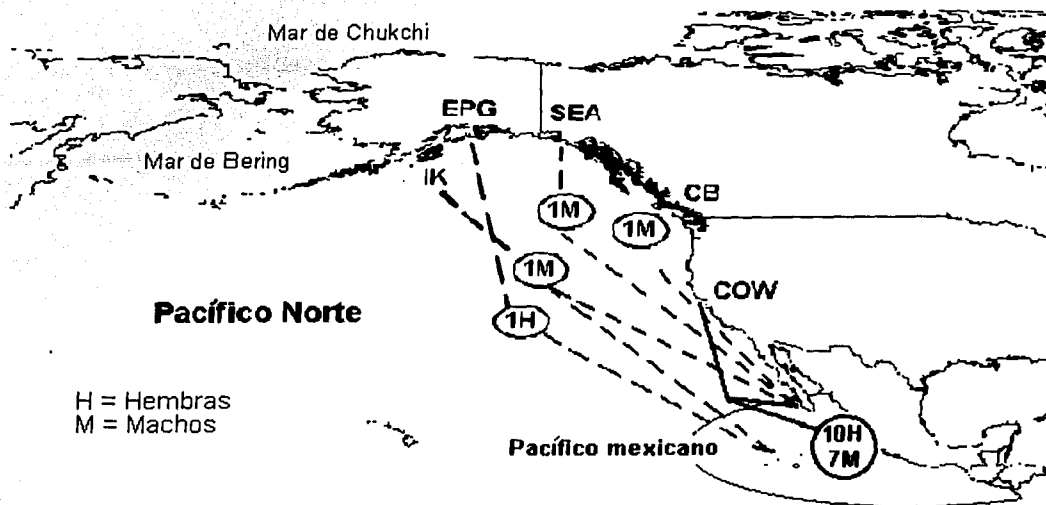 Mar de Chukchi
EPG
SEA
Mar de Bering
IK
CB
1M
1M
1M
COW
Pacífico Norte
1H
H = Hembras
M = Machos
Pacífico mexicano
10H
7M